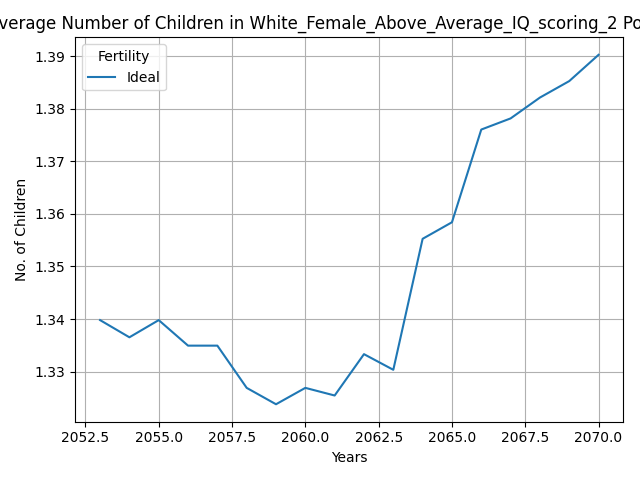 verage Number of Children in White_Female_Above_Average_IQ_scoring_2 Po
Fertility
Ideal
1.39
1.38
1.37
1.36
1.35
1.34
1.33
No. of Children
2052.5 2055.0 2057.5 2060.0 2062.5 2065.0 2067.5 2070.0
Years